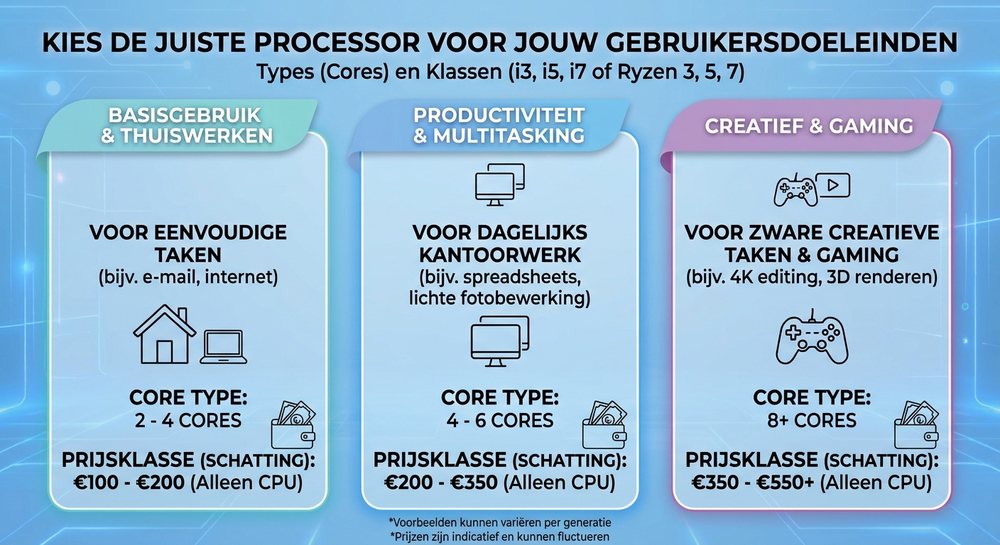 KIES DE JUISTE PROCESSOR VOOR JOUW GEBRUIKERSDOELEINDEN
Types (Cores) en Klassen (i3, i5, i7 of Ryzen 3, 5, 7)
BASISGEBRUIK
& THUISWERKEN
VOOR EENVOUDIGE
TAKEN
(bijv. e-mail, internet)
CORE TYPE:
2 - 4 CORES
PRIJSKLASSE (SCHATTING):
€100 - €200 (Alleen CPU)
PRODUCTIVITEIT
& MULTITASKING
VOOR DAGELIJKS
KANTOORWERK
(bijv. spreadsheets,
lichte fotobewerking)
CORE TYPE:
4 - 6 CORES
PRIJSKLASSE (SCHATTING):
€200 - €350 (Alleen CPU)
CREATIEF & GAMING
VOOR ZWARE CREATIEVE
TAKEN & GAMING
(bijv. 4K editing, 3D renderen)
CORE TYPE:
8+ CORES
PRIJSKLASSE (SCHATTING):
€350 - €550+ (Alleen CPU)
*Voorbeelden kunnen variëren per generatie
*Prijzen zijn indicatief en kunnen fluctueren